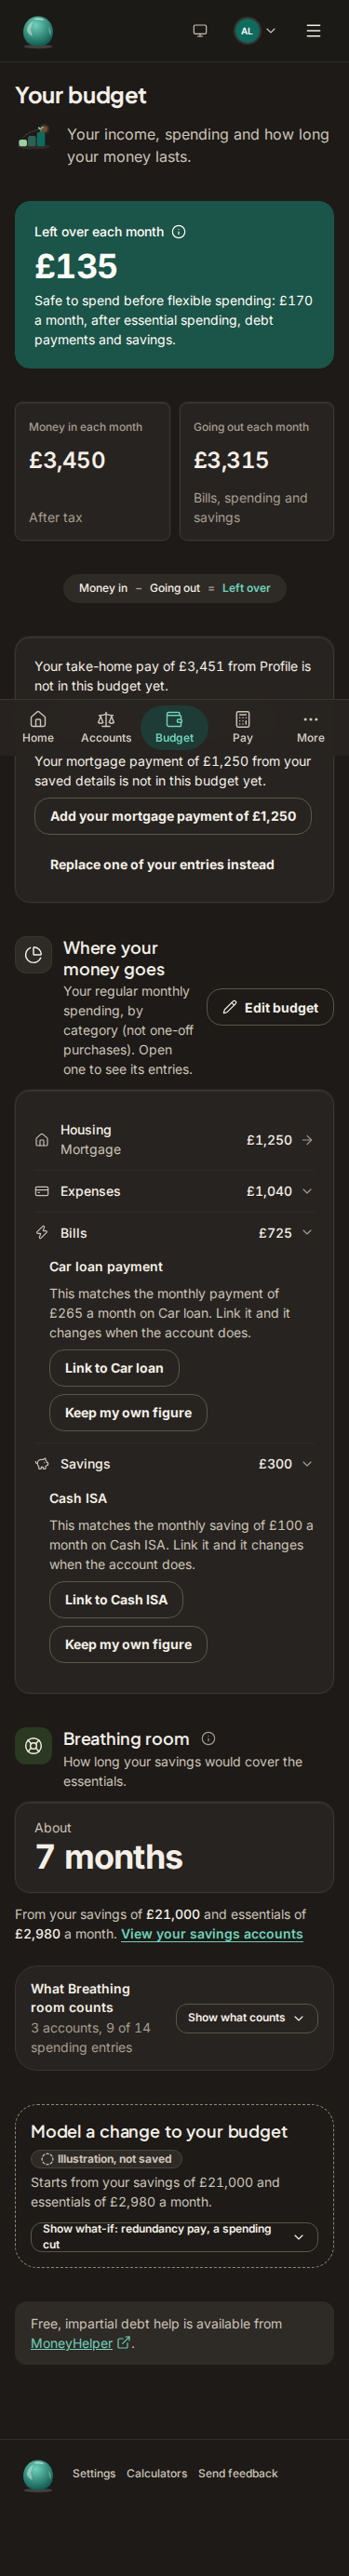 AL
Your budget
Your income, spending and how long
your money lasts.
Left over each month
£135
Safe to spend before flexible spending: £170
a month, after essential spending, debt
payments and savings.
Money in each month
£3,450
After tax
Going out each month
£3,315
Bills, spending and
savings
Money in − Going out = Left over
Your take-home pay of £3,451 from Profile is
not in this budget yet.
Home
Accounts
Budget
Pay
More
Your mortgage payment of £1,250 from your
saved details is not in this budget yet.
Add your mortgage payment of £1,250
Replace one of your entries instead
Where your
money goes
Your regular monthly
spending, by
category (not one-off
purchases). Open
one to see its entries.
Edit budget
Housing
Mortgage
£1,250
Expenses £1,040
Bills £725
Car loan payment
This matches the monthly payment of
£265 a month on Car loan. Link it and it
changes when the account does.
Link to Car loan
Keep my own figure
Savings £300
Cash ISA
This matches the monthly saving of £100 a
month on Cash ISA. Link it and it changes
when the account does.
Link to Cash ISA
Keep my own figure
Breathing room
How long your savings would cover the
essentials.
About
7 months
From your savings of £21,000 and essentials of
£2,980 a month. View your savings accounts
What Breathing
room counts
3 accounts, 9 of 14
spending entries
Show what counts
Model a change to your budget
Illustration, not saved
Starts from your savings of £21,000 and
essentials of £2,980 a month.
Show what-if: redundancy pay, a spending
cut
Free, impartial debt help is available from
MoneyHelper.
Settings Calculators Send feedback